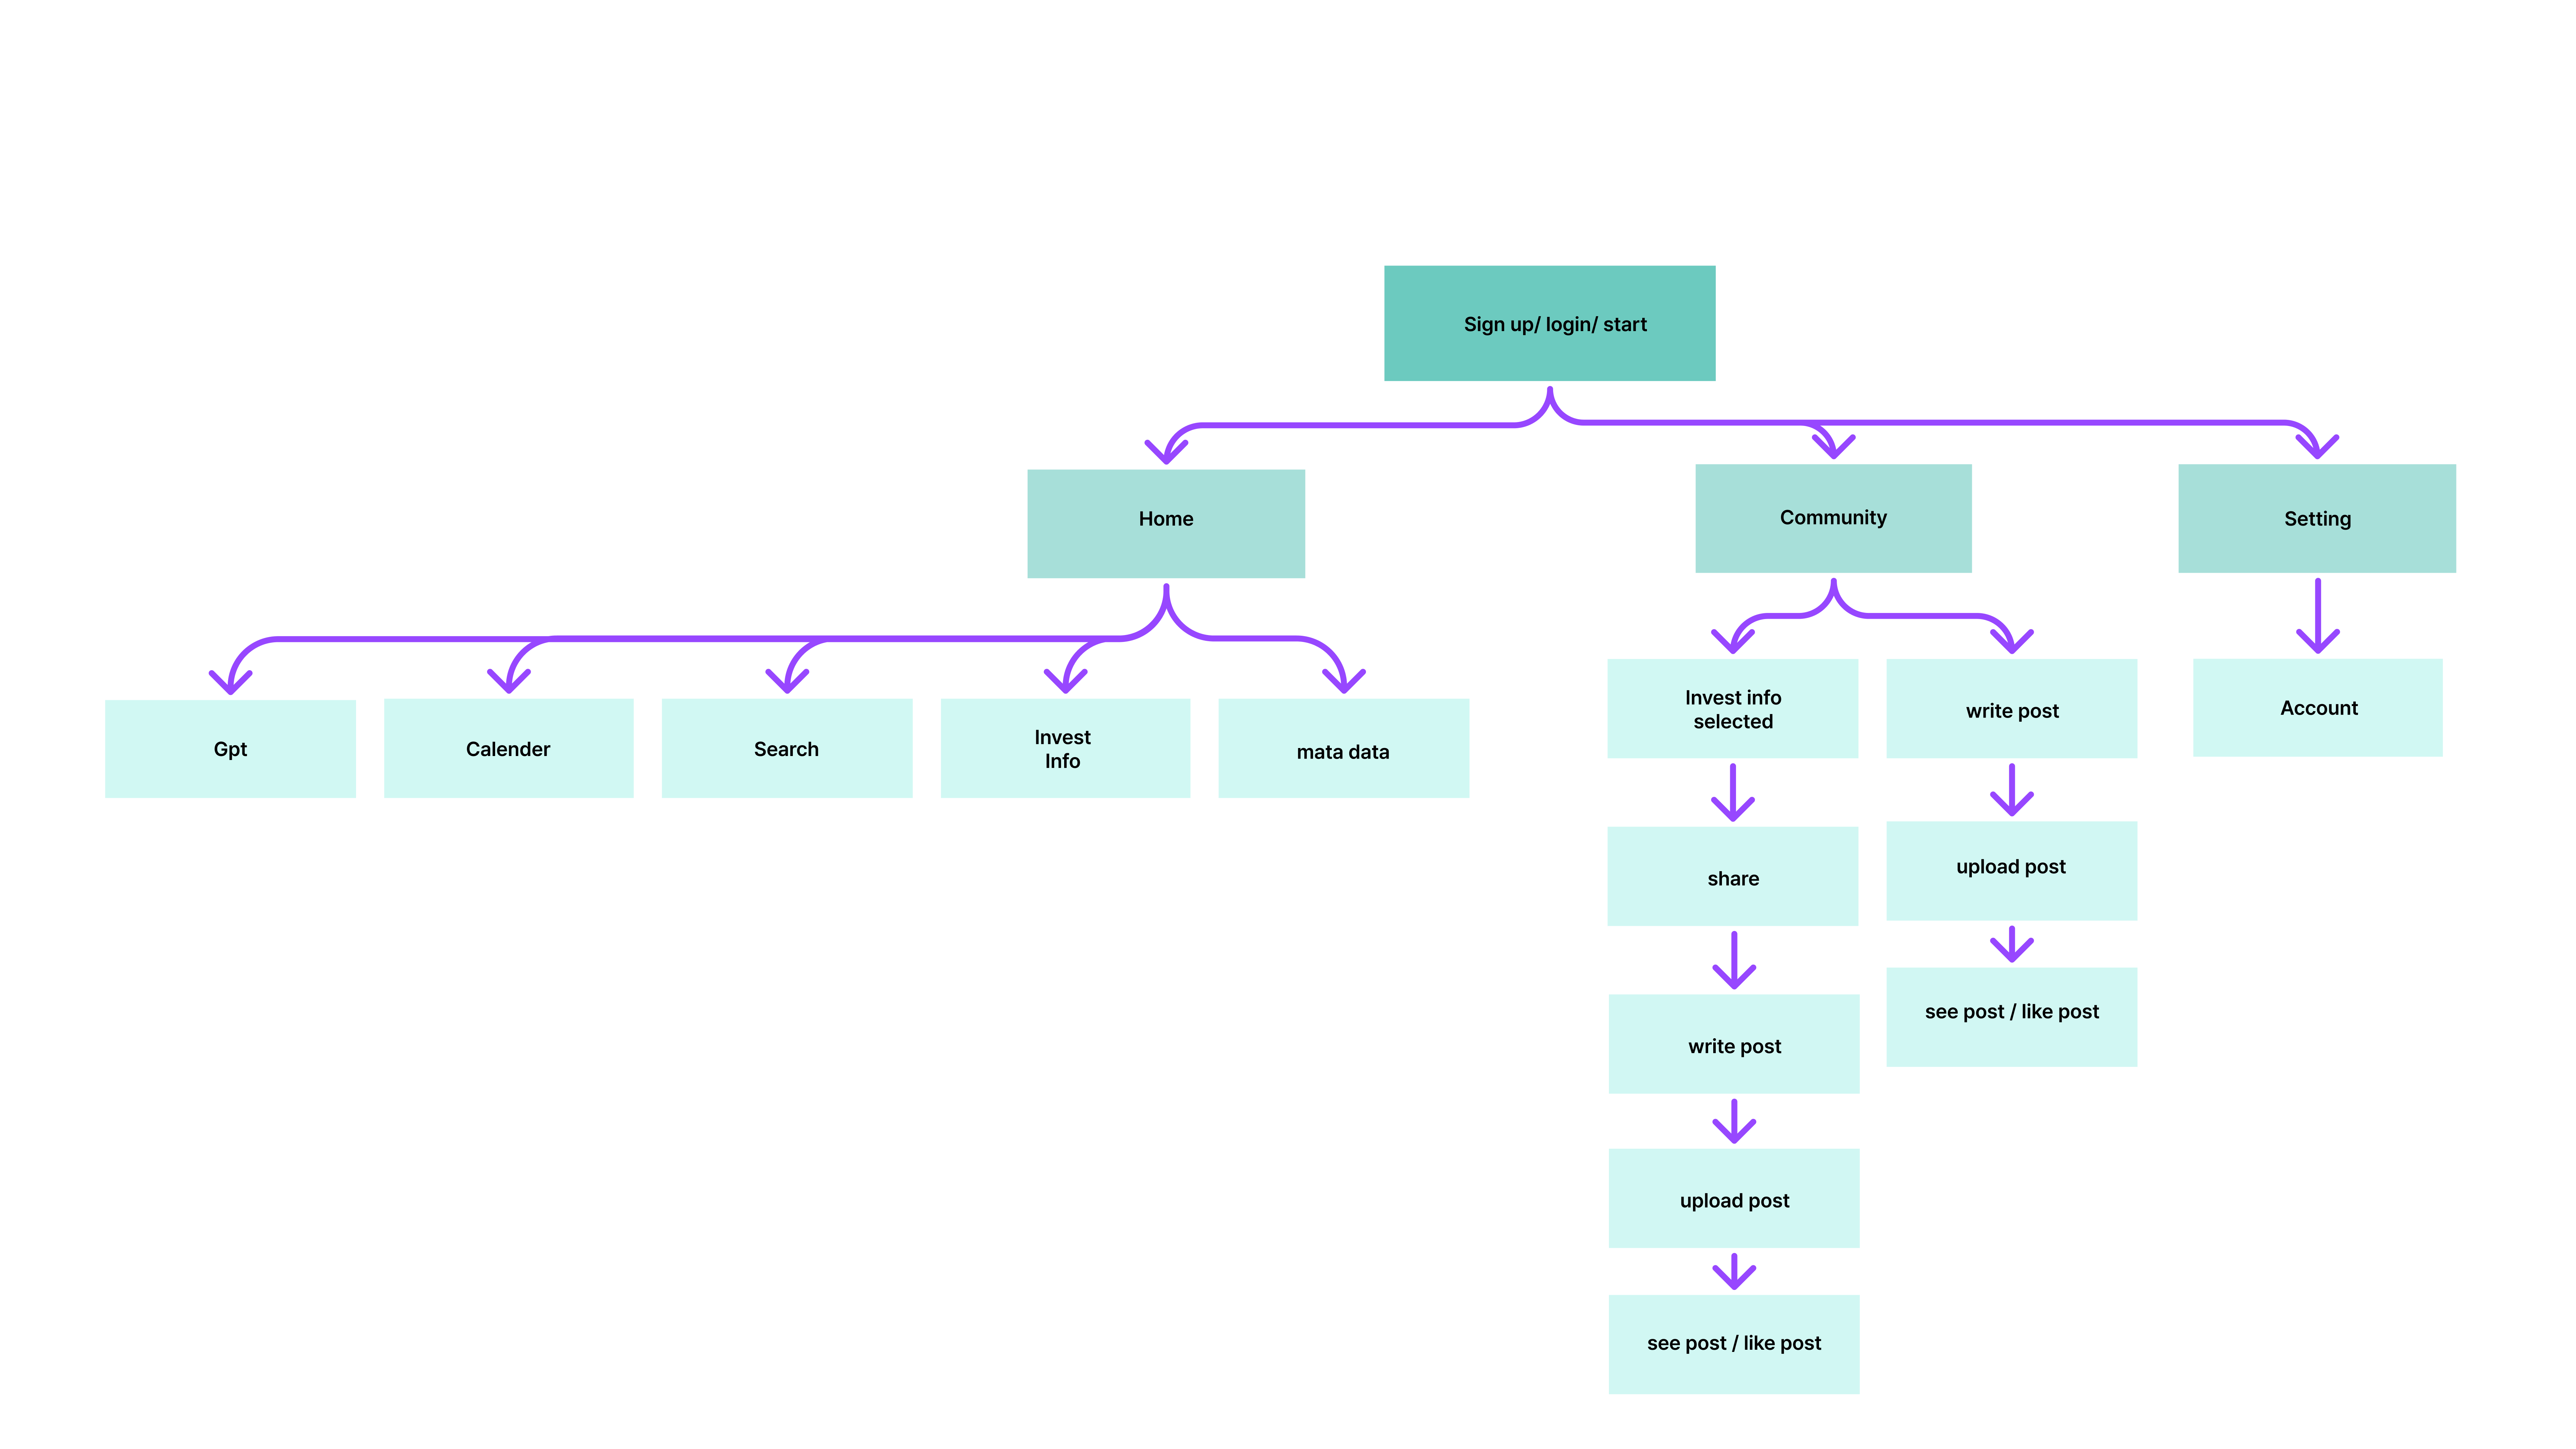 Sign up/ login/ start
Home
Community
Setting
Gpt
Calender
Search
Invest
Info
mata data
Invest info
selected
write post
Account
share
upload post
write post
see post / like post
upload post
see post / like post